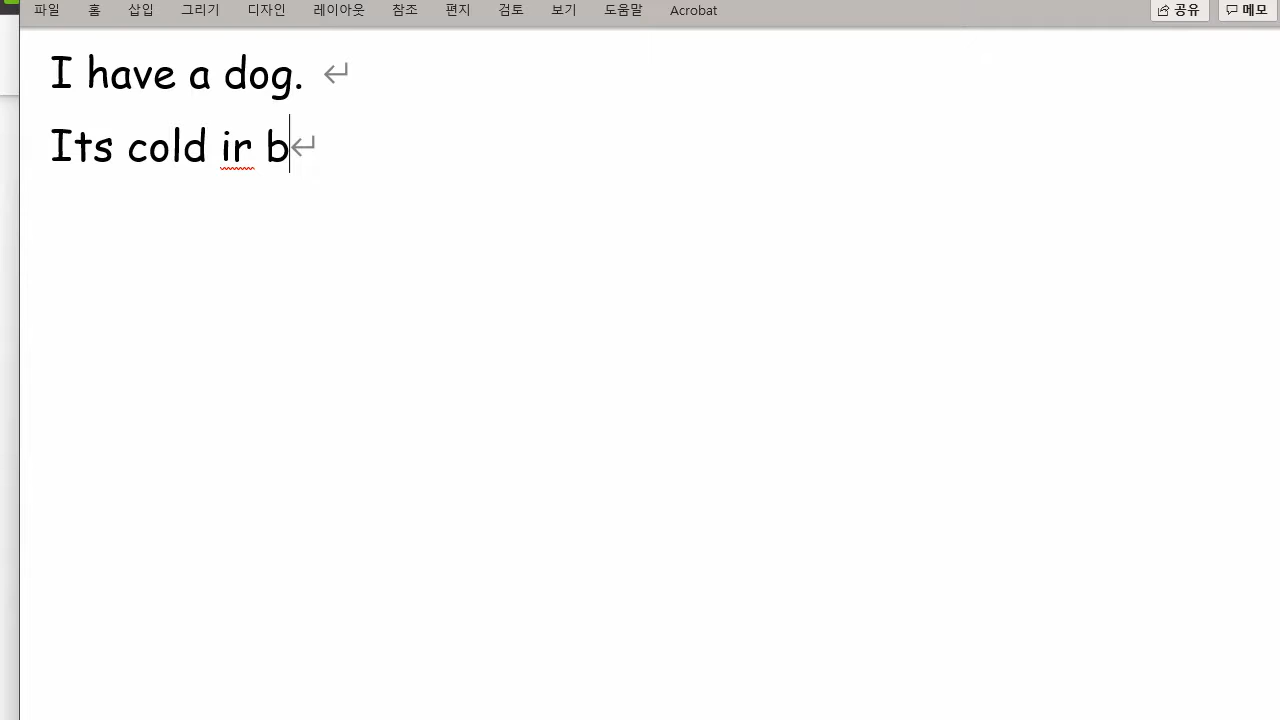 파일 홈 삽입 그리기 디자인 레이아웃 참조 편지 검토 보기 도움말 Acrobat 공유 메모
I have a dog.
Its cold ir b